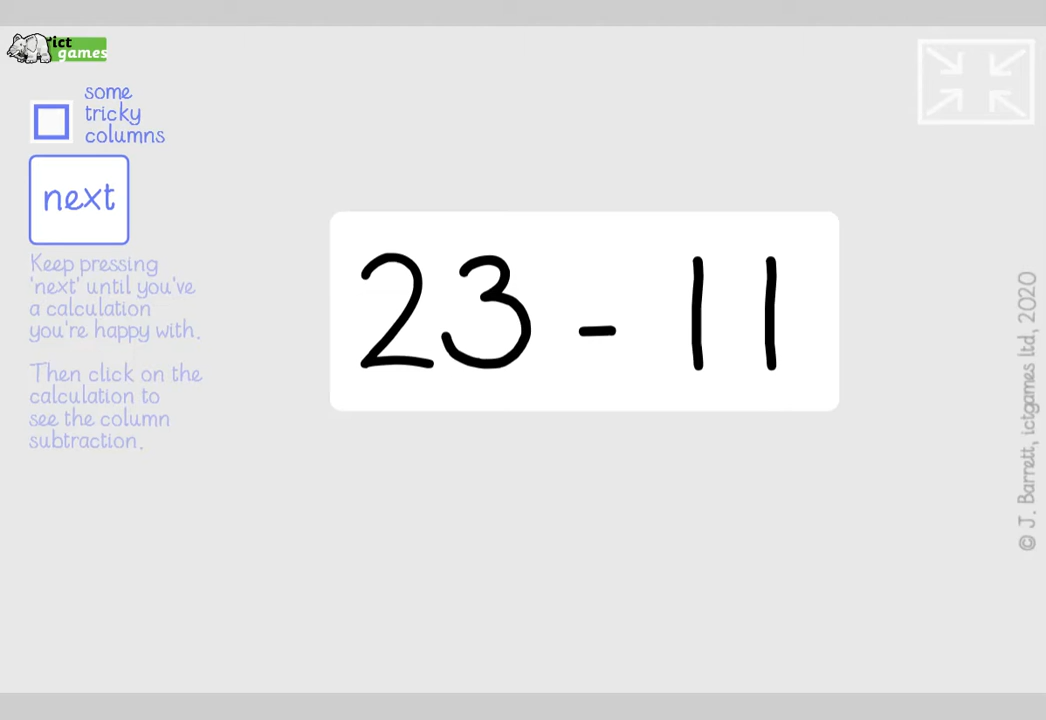 ict
games
some
tricky
columns
next
Keep pressing
'next' until you've
a calculation
you're happy with.
Then click on the
calculation to
see the column
subtraction.
23 - 11
© J. Barrett, ictgames ltd, 2020